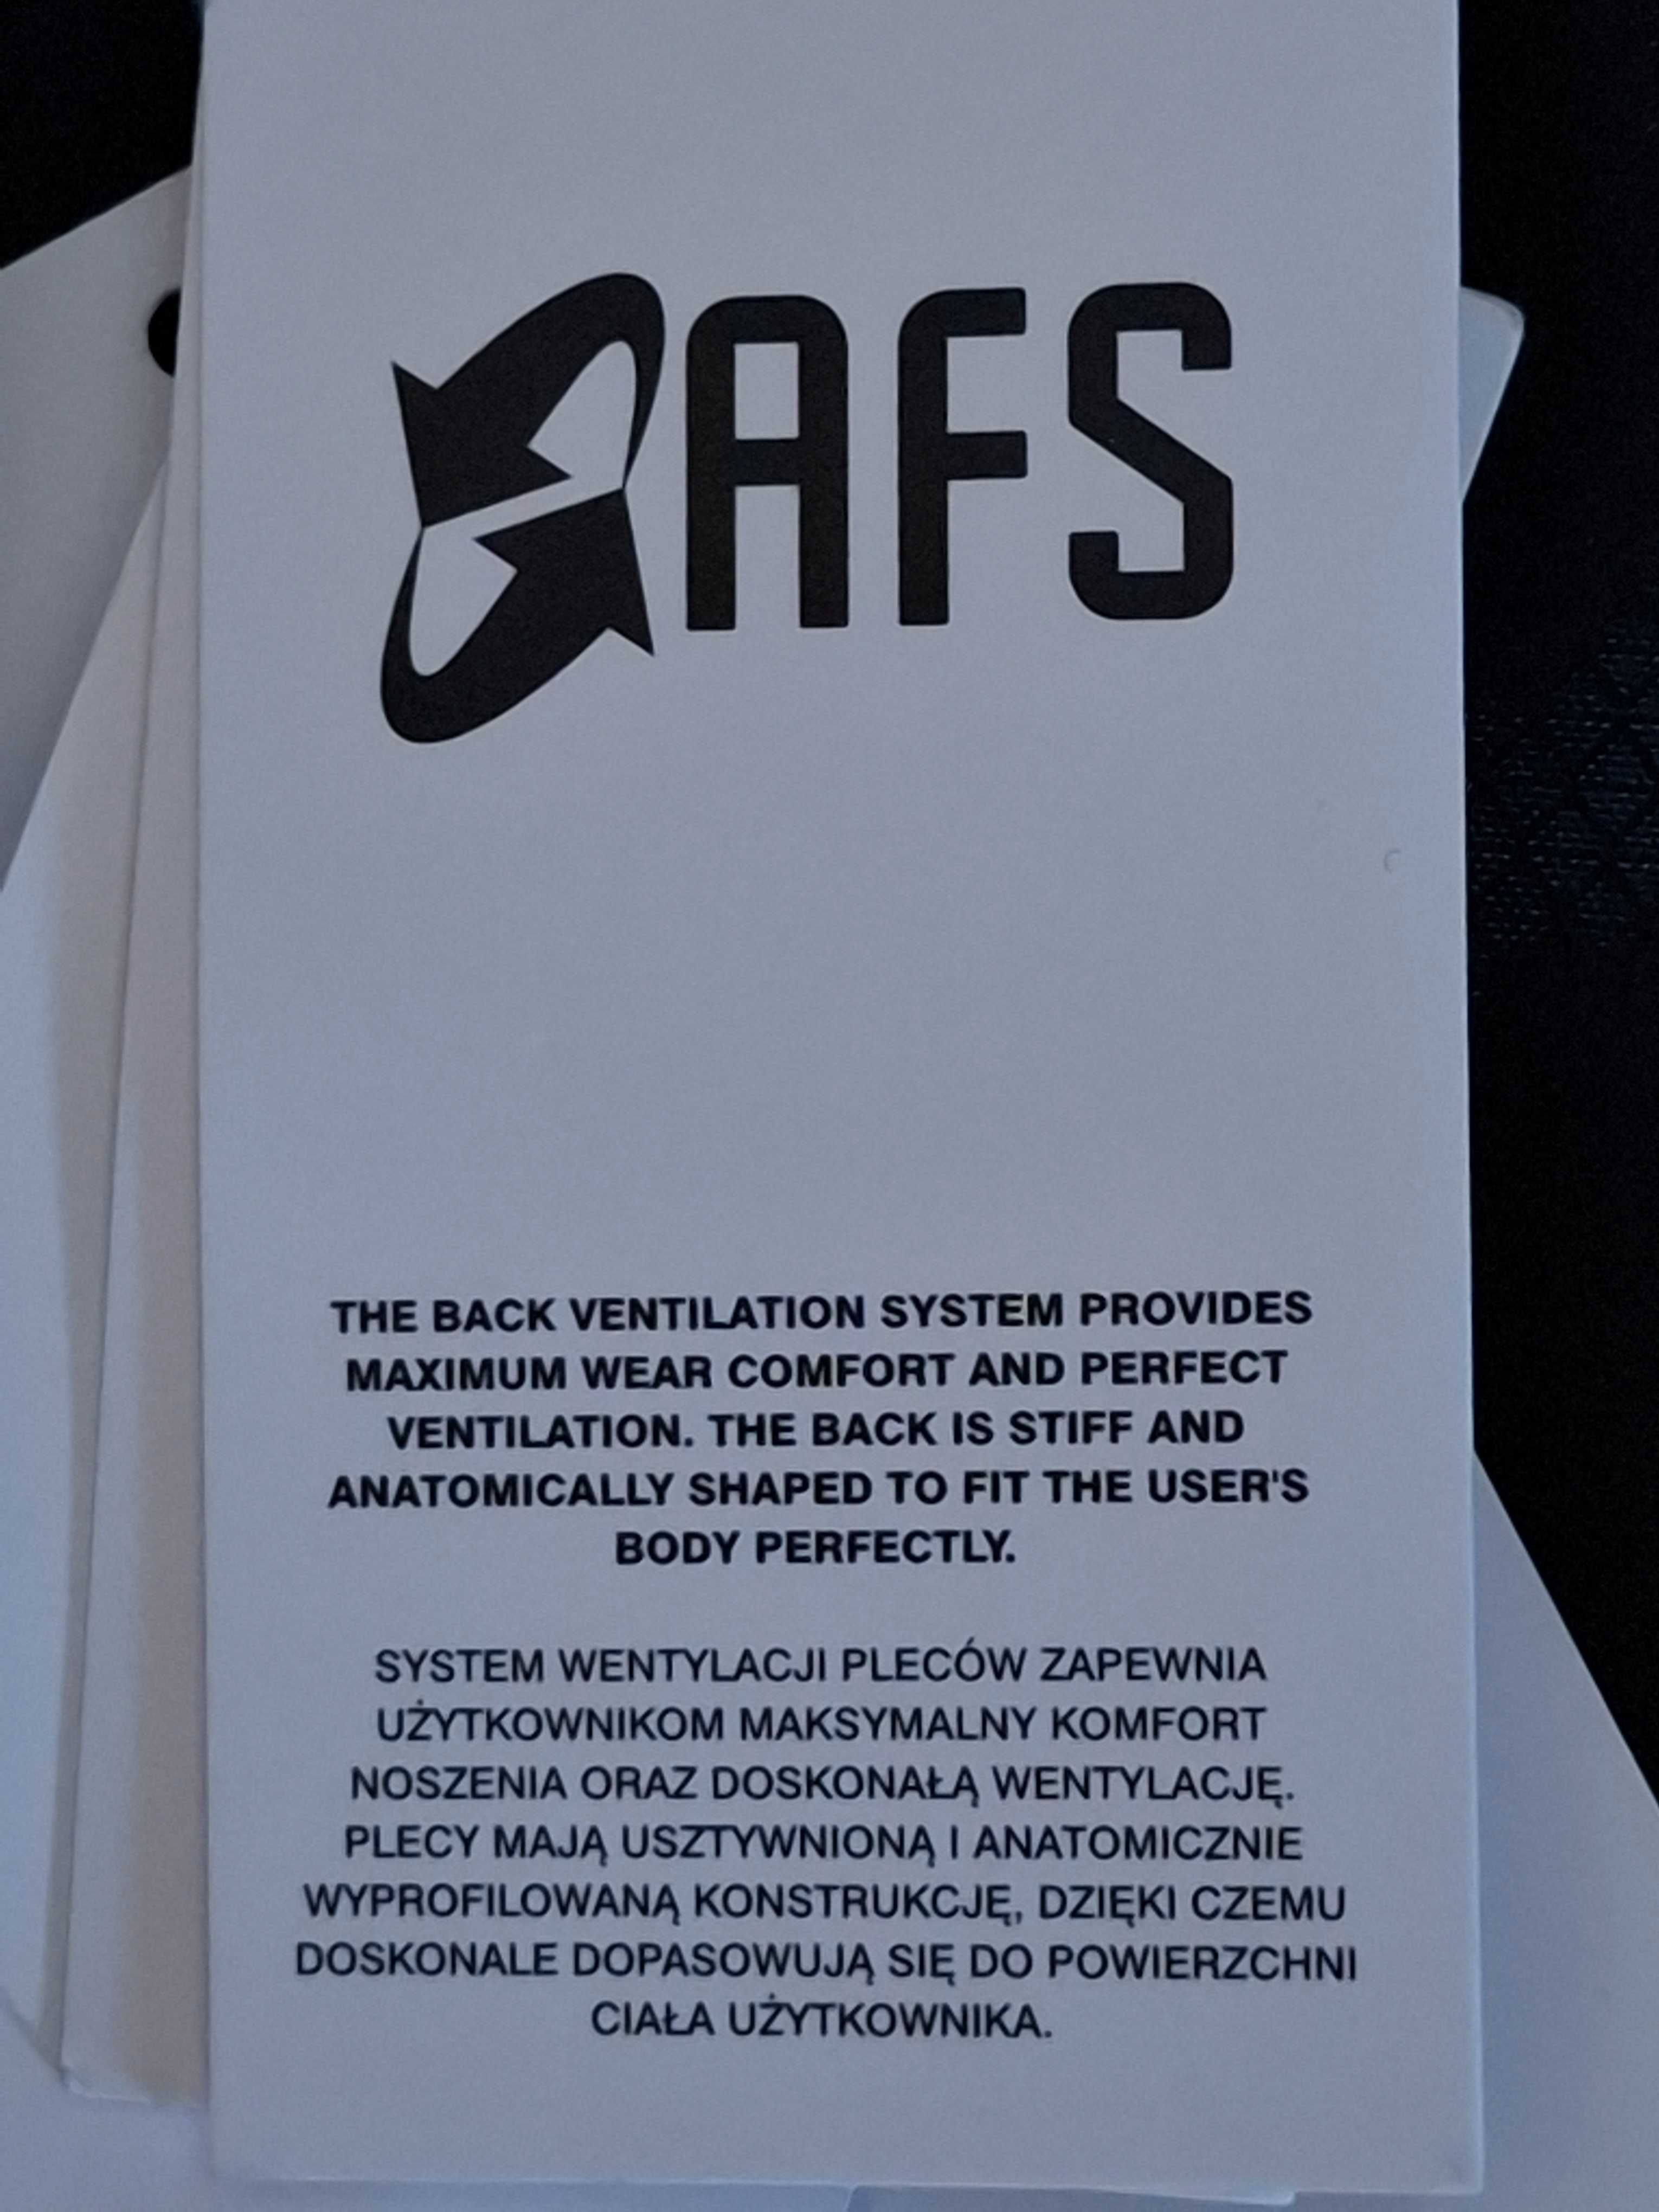 AFS
THE BACK VENTILATION SYSTEM PROVIDES
MAXIMUM WEAR COMFORT AND PERFECT
VENTILATION. THE BACK IS STIFF AND
ANATOMICALLY SHAPED TO FIT THE USER'S
BODY PERFECTLY.
SYSTEM WENTYLACJI PLECÓW ZAPEWNIA
UŻYTKOWNIKOM MAKSYMALNY KOMFORT
NOSZENIA ORAZ DOSKONAŁĄ WENTYLACJĘ.
PLECY MAJĄ USZTYWNIONĄ I ANATOMICZNIE
WYPROFILOWANĄ KONSTRUKCJĘ, DZIĘKI CZEMU
DOSKONALE DOPASOWUJĄ SIĘ DO POWIERZCHNI
CIAŁA UŻYTKOWNIKA.